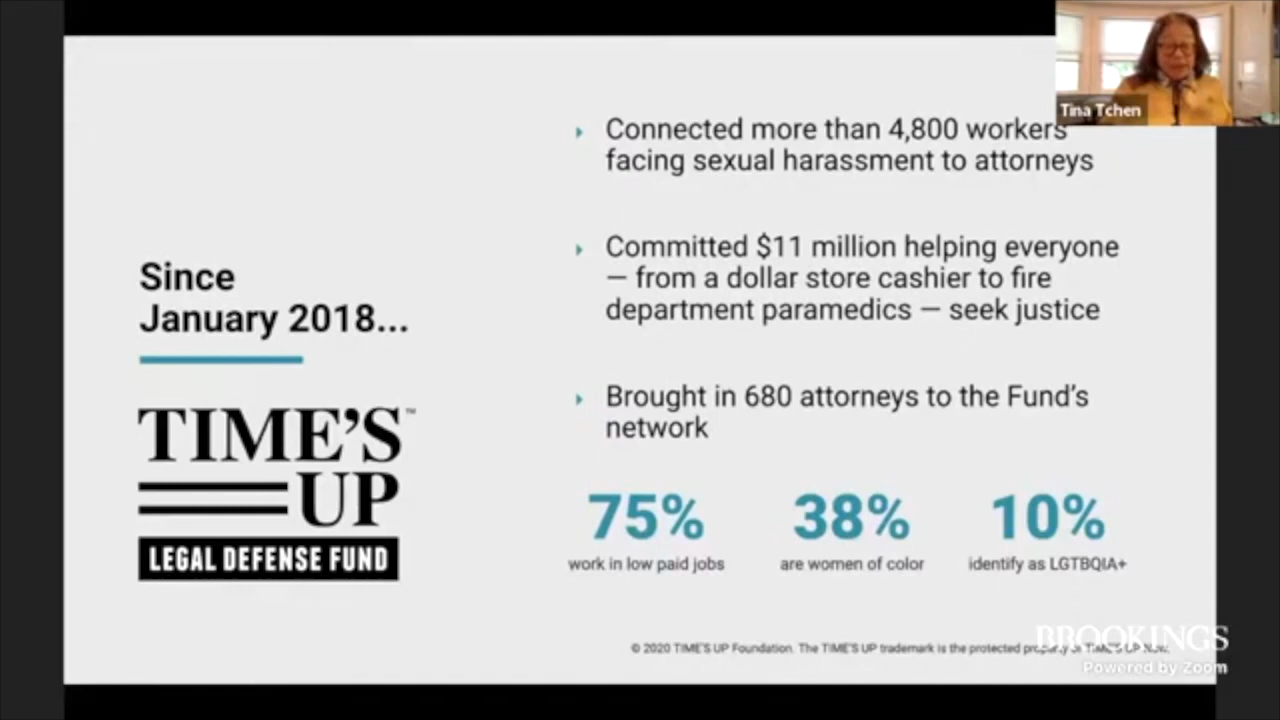 Tina Tchen
Connected more than 4,800 workers
facing sexual harassment to attorneys
Committed $11 million helping everyone
— from a dollar store cashier to fire
department paramedics — seek justice
Brought in 680 attorneys to the Fund's
network
Since
January 2018...
TIME'S™
UP
LEGAL DEFENSE FUND
75%
work in low paid jobs
38%
are women of color
10%
identify as LGTBQIA+
© 2020 TIME'S UP Foundation. The TIME'S UP trademark is the protected property of TIME'S UP Now.
BROOKINGS
Powered by Zoom